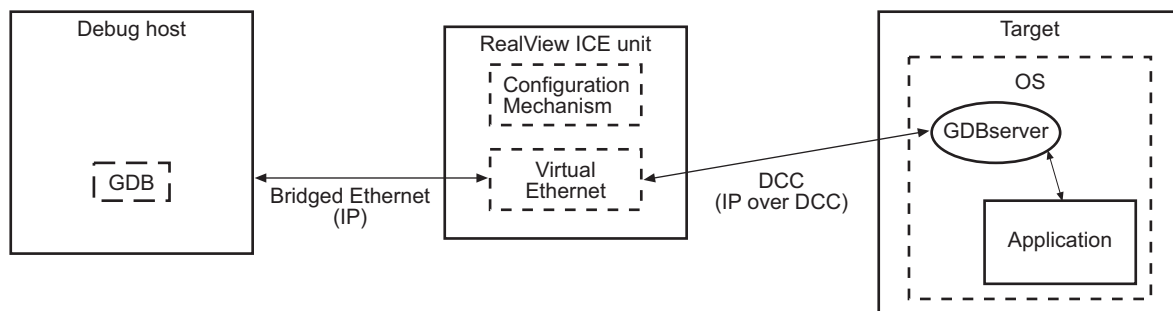 Debug host
GDB
Bridged Ethernet
(IP)
RealView ICE unit
Configuration
Mechanism
Virtual
Ethernet
DCC
(IP over DCC)
Target
OS
GDBserver
Application